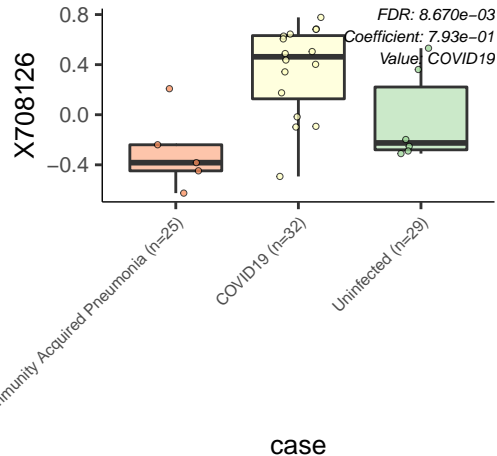 FDR: 8.670e−03
Coefficient: 7.93e−01
Value: COVID19
X708126
0.8
0.4
0.0
−0.4
Acquired Pneumonia (n=25)
COVID19 (n=32)
Uninfected (n=29)
case